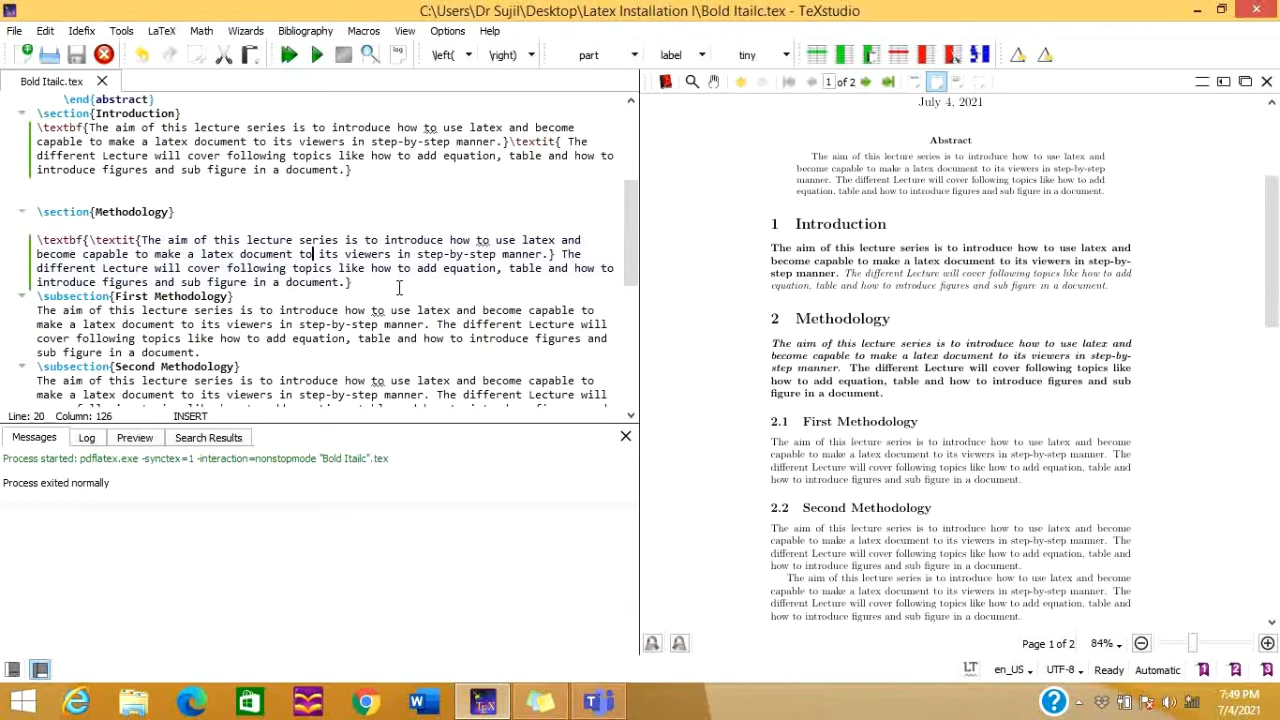 C:\Users\Dr Sujil\Desktop\Latex Installation I\Bold Itailc.tex - TeXstudio
File Edit Idefix Tools LaTeX Math Wizards Bibliography Macros View Options Help
log \left( \right) part label tiny
Bold Itailc.tex
1 of 2
\end{abstract}
\section{Introduction}
\textbf{The aim of this lecture series is to introduce how to use latex and become
capable to make a latex document to its viewers in step-by-step manner.}\textit{ The
different Lecture will cover following topics like how to add equation, table and how to
introduce figures and sub figure in a document.}
\section{Methodology}
\textbf{\textit{The aim of this lecture series is to introduce how to use latex and
become capable to make a latex document to its viewers in step-by-step manner.} The
different Lecture will cover following topics like how to add equation, table and how to
introduce figures and sub figure in a document.}
\subsection{First Methodology}
The aim of this lecture series is to introduce how to use latex and become capable to
make a latex document to its viewers in step-by-step manner. The different Lecture will
cover following topics like how to add equation, table and how to introduce figures and
sub figure in a document.
\subsection{Second Methodology}
The aim of this lecture series is to introduce how to use latex and become capable to
make a latex document to its viewers in step-by-step manner. The different Lecture will
Line: 20 Column: 126 INSERT
Messages Log Preview Search Results
Process started: pdflatex.exe -synctex=1 -interaction=nonstopmode "Bold Itailc".tex
Process exited normally
July 4, 2021
Abstract
The aim of this lecture series is to introduce how to use latex and
become capable to make a latex document to its viewers in step-by-step
manner. The different Lecture will cover following topics like how to add
equation, table and how to introduce figures and sub figure in a document.
1 Introduction
The aim of this lecture series is to introduce how to use latex and
become capable to make a latex document to its viewers in step-by-
step manner. The different Lecture will cover following topics like how to add
equation, table and how to introduce figures and sub figure in a document.
2 Methodology
The aim of this lecture series is to introduce how to use latex and
become capable to make a latex document to its viewers in step-by-
step manner. The different Lecture will cover following topics like
how to add equation, table and how to introduce figures and sub
figure in a document.
2.1 First Methodology
The aim of this lecture series is to introduce how to use latex and become
capable to make a latex document to its viewers in step-by-step manner. The
different Lecture will cover following topics like how to add equation, table and
how to introduce figures and sub figure in a document.
2.2 Second Methodology
The aim of this lecture series is to introduce how to use latex and become
capable to make a latex document to its viewers in step-by-step manner. The
different Lecture will cover following topics like how to add equation, table and
how to introduce figures and sub figure in a document.
The aim of this lecture series is to introduce how to use latex and become
capable to make a latex document to its viewers in step-by-step manner. The
different Lecture will cover following topics like how to add equation, table and
how to introduce figures and sub figure in a document.
Page 1 of 2 84%
LT en_US UTF-8 Ready Automatic 1 2 3
7:49 PM
7/4/2021